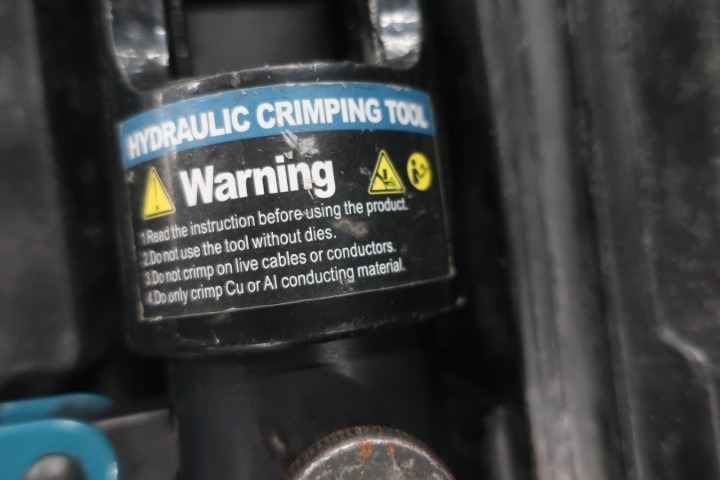 HYDRAULIC CRIMPING TOOL
Warning
1.Read the instruction before using the product.
2.Do not use the tool without dies.
3.Do not crimp on live cables or conductors.
4.Do only crimp Cu or Al conducting material.